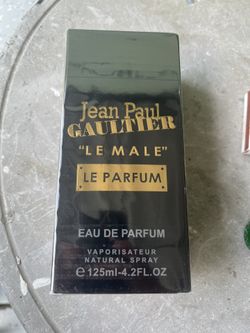 Jean Paul
GAULTIER
"LE MALE"
LE PARFUM
EAU DE PARFUM
VAPORISATEUR
NATURAL SPRAY
℮125ml-4.2FL.OZ